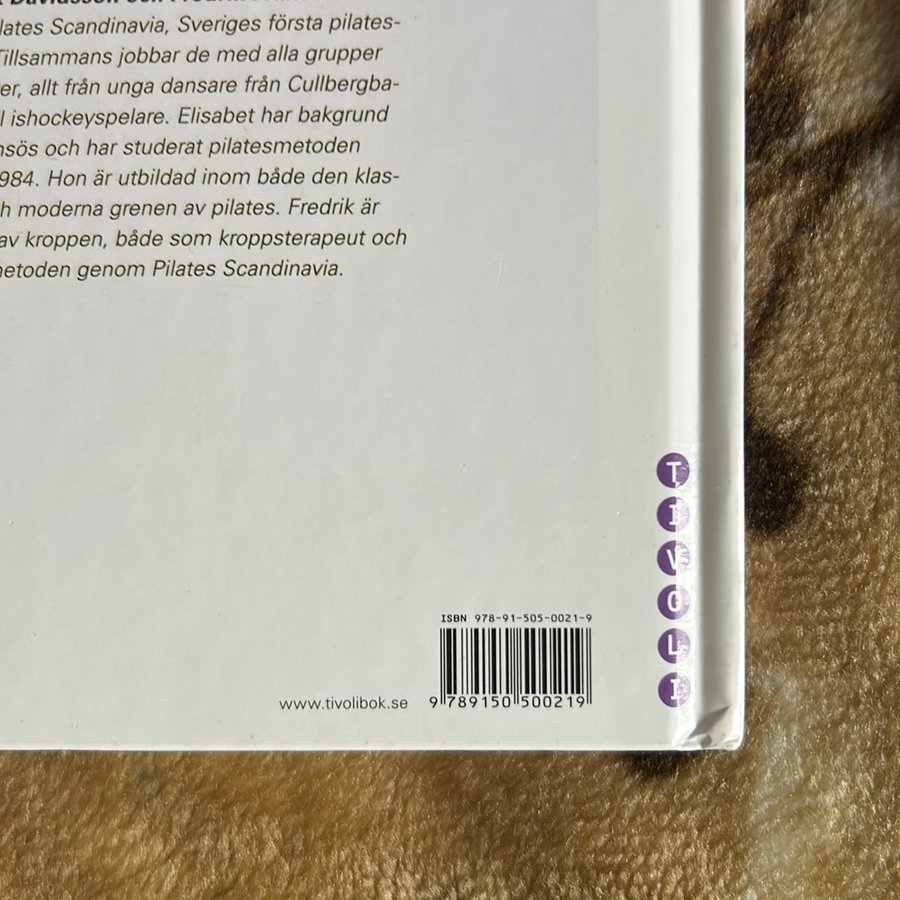 lates Scandinavia, Sveriges första pilates-
Tillsammans jobbar de med alla grupper
er, allt från unga dansare från Cullbergba-
l ishockeyspelare. Elisabet har bakgrund
nsös och har studerat pilatesmetoden
984. Hon är utbildad inom både den klas-
h moderna grenen av pilates. Fredrik är
av kroppen, både som kroppsterapeut och
metoden genom Pilates Scandinavia.
TIVOLI
ISBN 978-91-505-0021-9
www.tivolibok.se
9 789150 500219